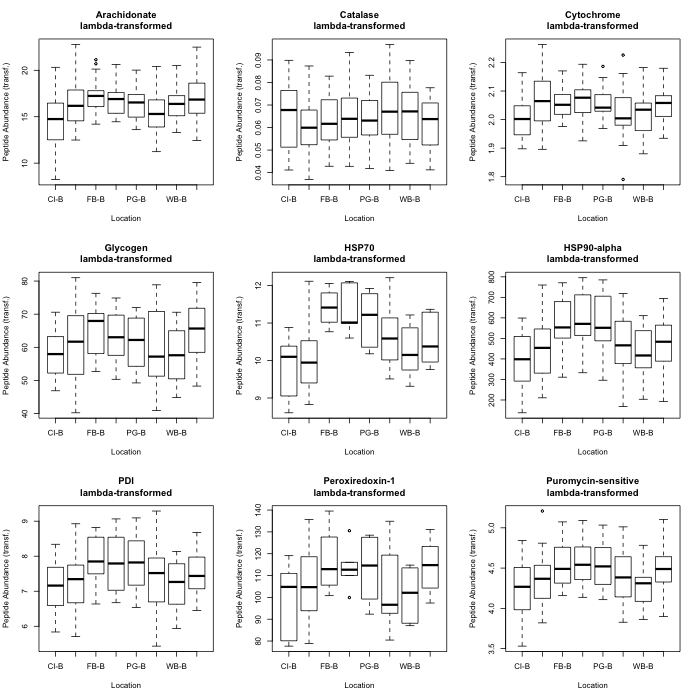 Arachidonate
lambda-transformed
Peptide Abundance (transf.)
20
15
10
CI-B FB-B PG-B WB-B
Location
Catalase
lambda-transformed
Peptide Abundance (transf.)
0.09
0.08
0.07
0.06
0.05
0.04
CI-B FB-B PG-B WB-B
Location
Cytochrome
lambda-transformed
Peptide Abundance (transf.)
2.2
2.1
2.0
1.9
1.8
CI-B FB-B PG-B WB-B
Location
Glycogen
lambda-transformed
Peptide Abundance (transf.)
80
70
60
50
40
CI-B FB-B PG-B WB-B
Location
HSP70
lambda-transformed
Peptide Abundance (transf.)
12
11
10
9
CI-B FB-B PG-B WB-B
Location
HSP90-alpha
lambda-transformed
Peptide Abundance (transf.)
800
700
600
500
400
300
200
CI-B FB-B PG-B WB-B
Location
PDI
lambda-transformed
Peptide Abundance (transf.)
9
8
7
6
CI-B FB-B PG-B WB-B
Location
Peroxiredoxin-1
lambda-transformed
Peptide Abundance (transf.)
140
130
120
110
100
90
80
CI-B FB-B PG-B WB-B
Location
Puromycin-sensitive
lambda-transformed
Peptide Abundance (transf.)
5.0
4.5
4.0
3.5
CI-B FB-B PG-B WB-B
Location